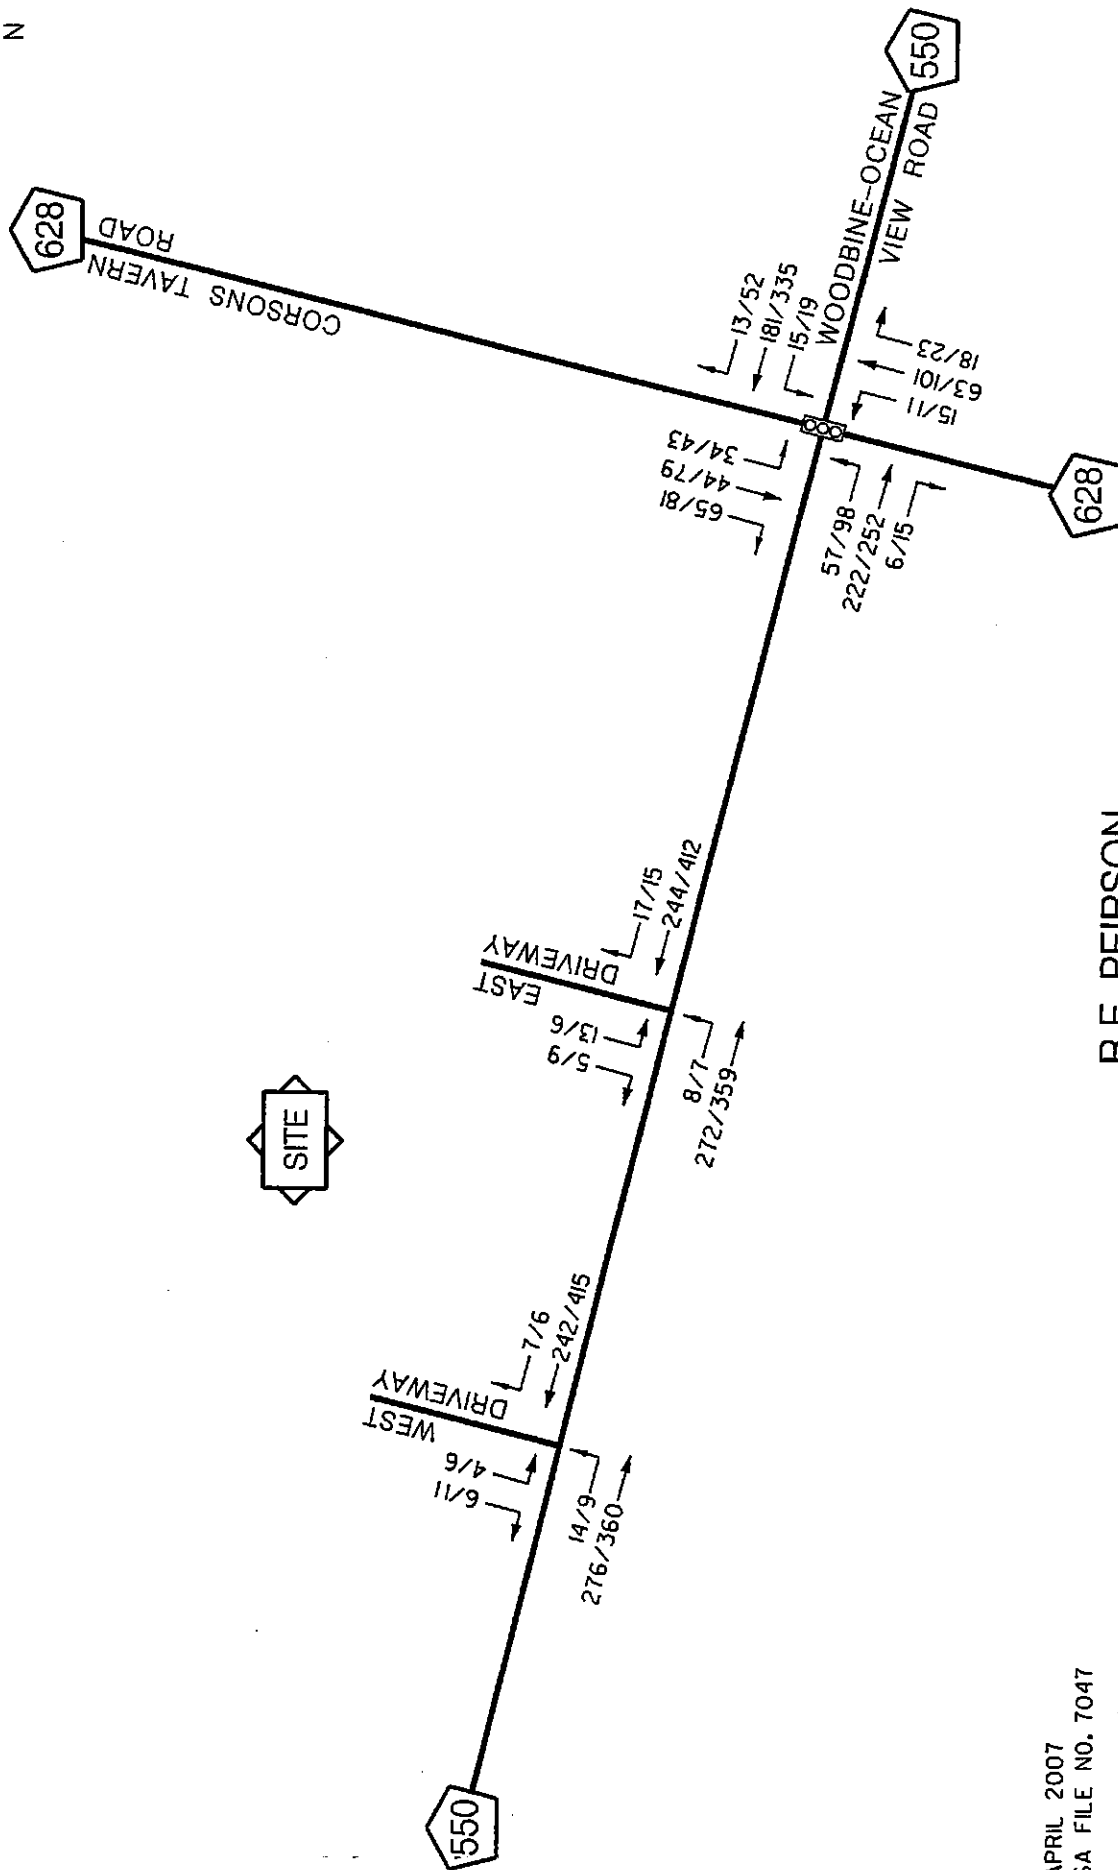 N
628
CORSONS TAVERN
ROAD
550
WOODBINE-OCEAN
VIEW ROAD
13/52
181/335
15/19
34/43
44/79
65/81
18/23
63/101
15/11
57/98
222/252
6/15
628
EAST
DRIVEWAY
17/15
244/412
13/6
5/9
8/7
272/359
SITE
WEST
DRIVEWAY
7/6
242/415
4/6
6/11
14/9
276/360
550
APRIL 2007
SA FILE NO. 7047